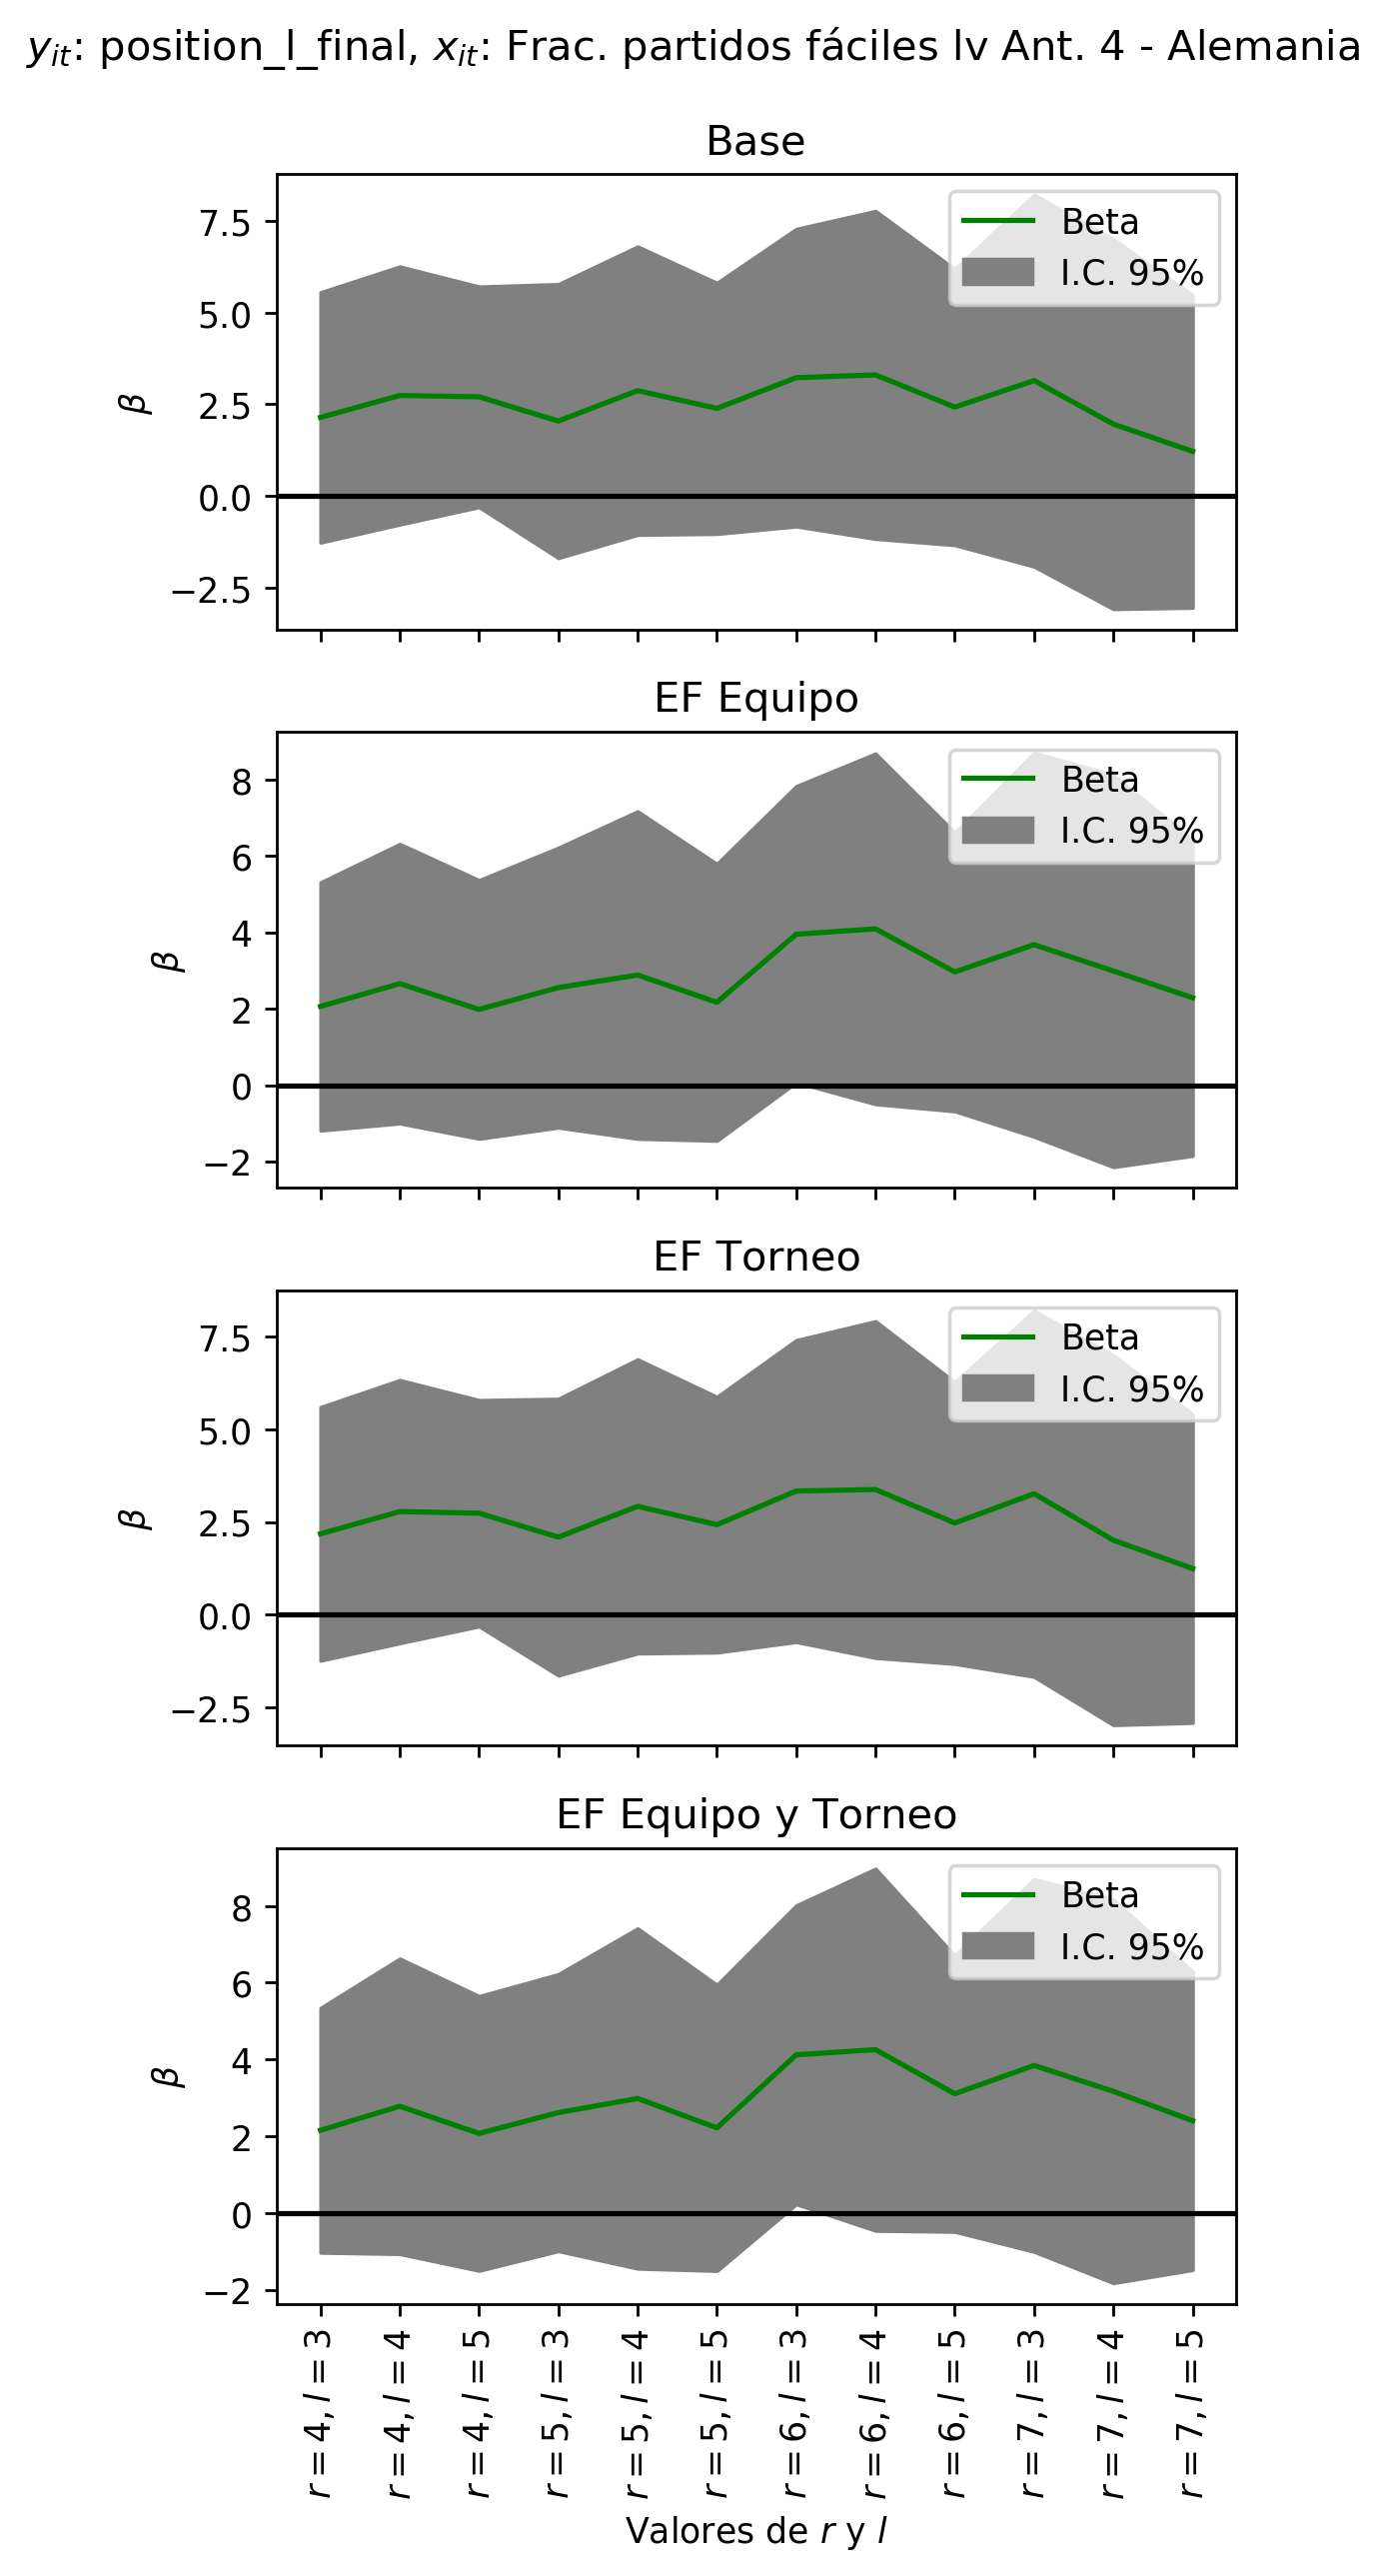 y_it: position_l_final, x_it: Frac. partidos fáciles lv Ant. 4 - Alemania
Base
7.5
5.0
2.5
0.0
−2.5
β
Beta
I.C. 95%
EF Equipo
8
6
4
2
0
−2
β
Beta
I.C. 95%
EF Torneo
7.5
5.0
2.5
0.0
−2.5
β
Beta
I.C. 95%
EF Equipo y Torneo
8
6
4
2
0
−2
β
Beta
I.C. 95%
r = 4, l = 3
r = 4, l = 4
r = 4, l = 5
r = 5, l = 3
r = 5, l = 4
r = 5, l = 5
r = 6, l = 3
r = 6, l = 4
r = 6, l = 5
r = 7, l = 3
r = 7, l = 4
r = 7, l = 5
Valores de r y l